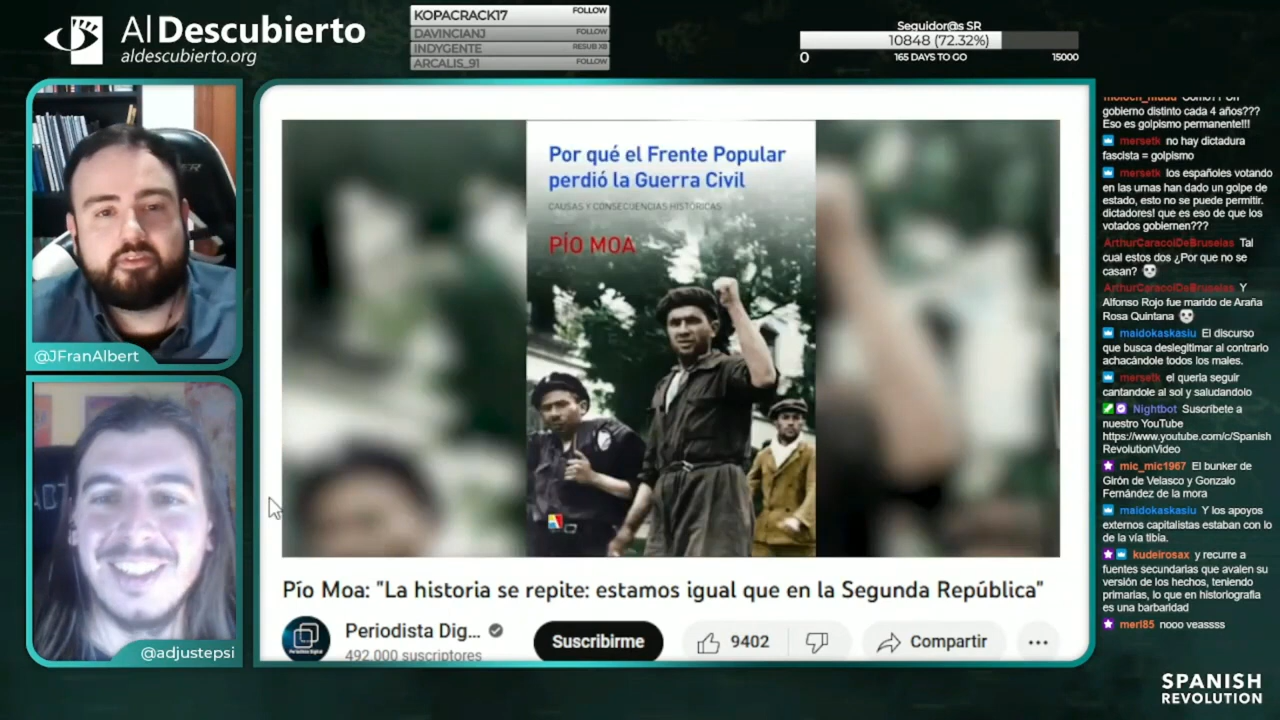 Al Descubierto
aldescubierto.org
KOPACRACK17 FOLLOW
DAVINCIANJ FOLLOW
INDYGENTE RESUB X8
ARCALIS_91 FOLLOW
Seguidor@s SR
10848 (72.32%)
0 165 DAYS TO GO 15000
@JFranAlbert
@adjustepsi
Por qué el Frente Popular
perdió la Guerra Civil
CAUSAS Y CONSECUENCIAS HISTÓRICAS
PÍO MOA
Pío Moa: "La historia se repite: estamos igual que en la Segunda República"
Periodista Dig...
492.000 suscriptores
Periodista Digital
Suscribirme
9402
Compartir
gobierno distinto cada 4 años???
Eso es golpismo permanente!!!
mersetk no hay dictadura
fascista = golpismo
mersetk los españoles votando
en las urnas han dado un golpe de
estado, esto no se puede permitir.
dictadores! que es eso de que los
votados gobiernen???
ArthurCaracolDeBruselas Tal
cual estos dos ¿Por que no se
casan?
ArthurCaracolDeBruselas Y
Alfonso Rojo fue marido de Araña
Rosa Quintana
maidokaskasiu El discurso
que busca deslegitimar al contrario
achacándole todos los males.
mersetk el queria seguir
cantandole al sol y saludandolo
Nightbot Suscríbete a
nuestro YouTube
https://www.youtube.com/c/Spanish
RevolutionVideo
mic_mic1967 El bunker de
Girón de Velasco y Gonzalo
Fernández de la mora
maidokaskasiu Y los apoyos
externos capitalistas estaban con lo
de la vía tibia.
kudeirosax y recurre a
fuentes secundarias que avalen su
versión de los hechos, teniendo
primarias, lo que en historiografía
es una barbaridad
merl85 nooo veassss
SPANISH
REVOLUTION